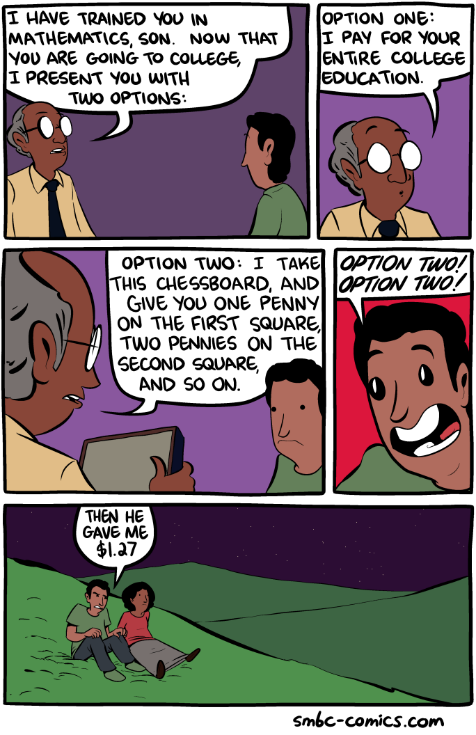 I HAVE TRAINED YOU IN
MATHEMATICS, SON. NOW THAT
YOU ARE GOING TO COLLEGE,
I PRESENT YOU WITH
TWO OPTIONS:
OPTION ONE:
I PAY FOR YOUR
ENTIRE COLLEGE
EDUCATION.
OPTION TWO: I TAKE
THIS CHESSBOARD, AND
GIVE YOU ONE PENNY
ON THE FIRST SQUARE,
TWO PENNIES ON THE
SECOND SQUARE,
AND SO ON.
OPTION TWO!
OPTION TWO!
THEN HE
GAVE ME
$1.27
smbc-comics.com